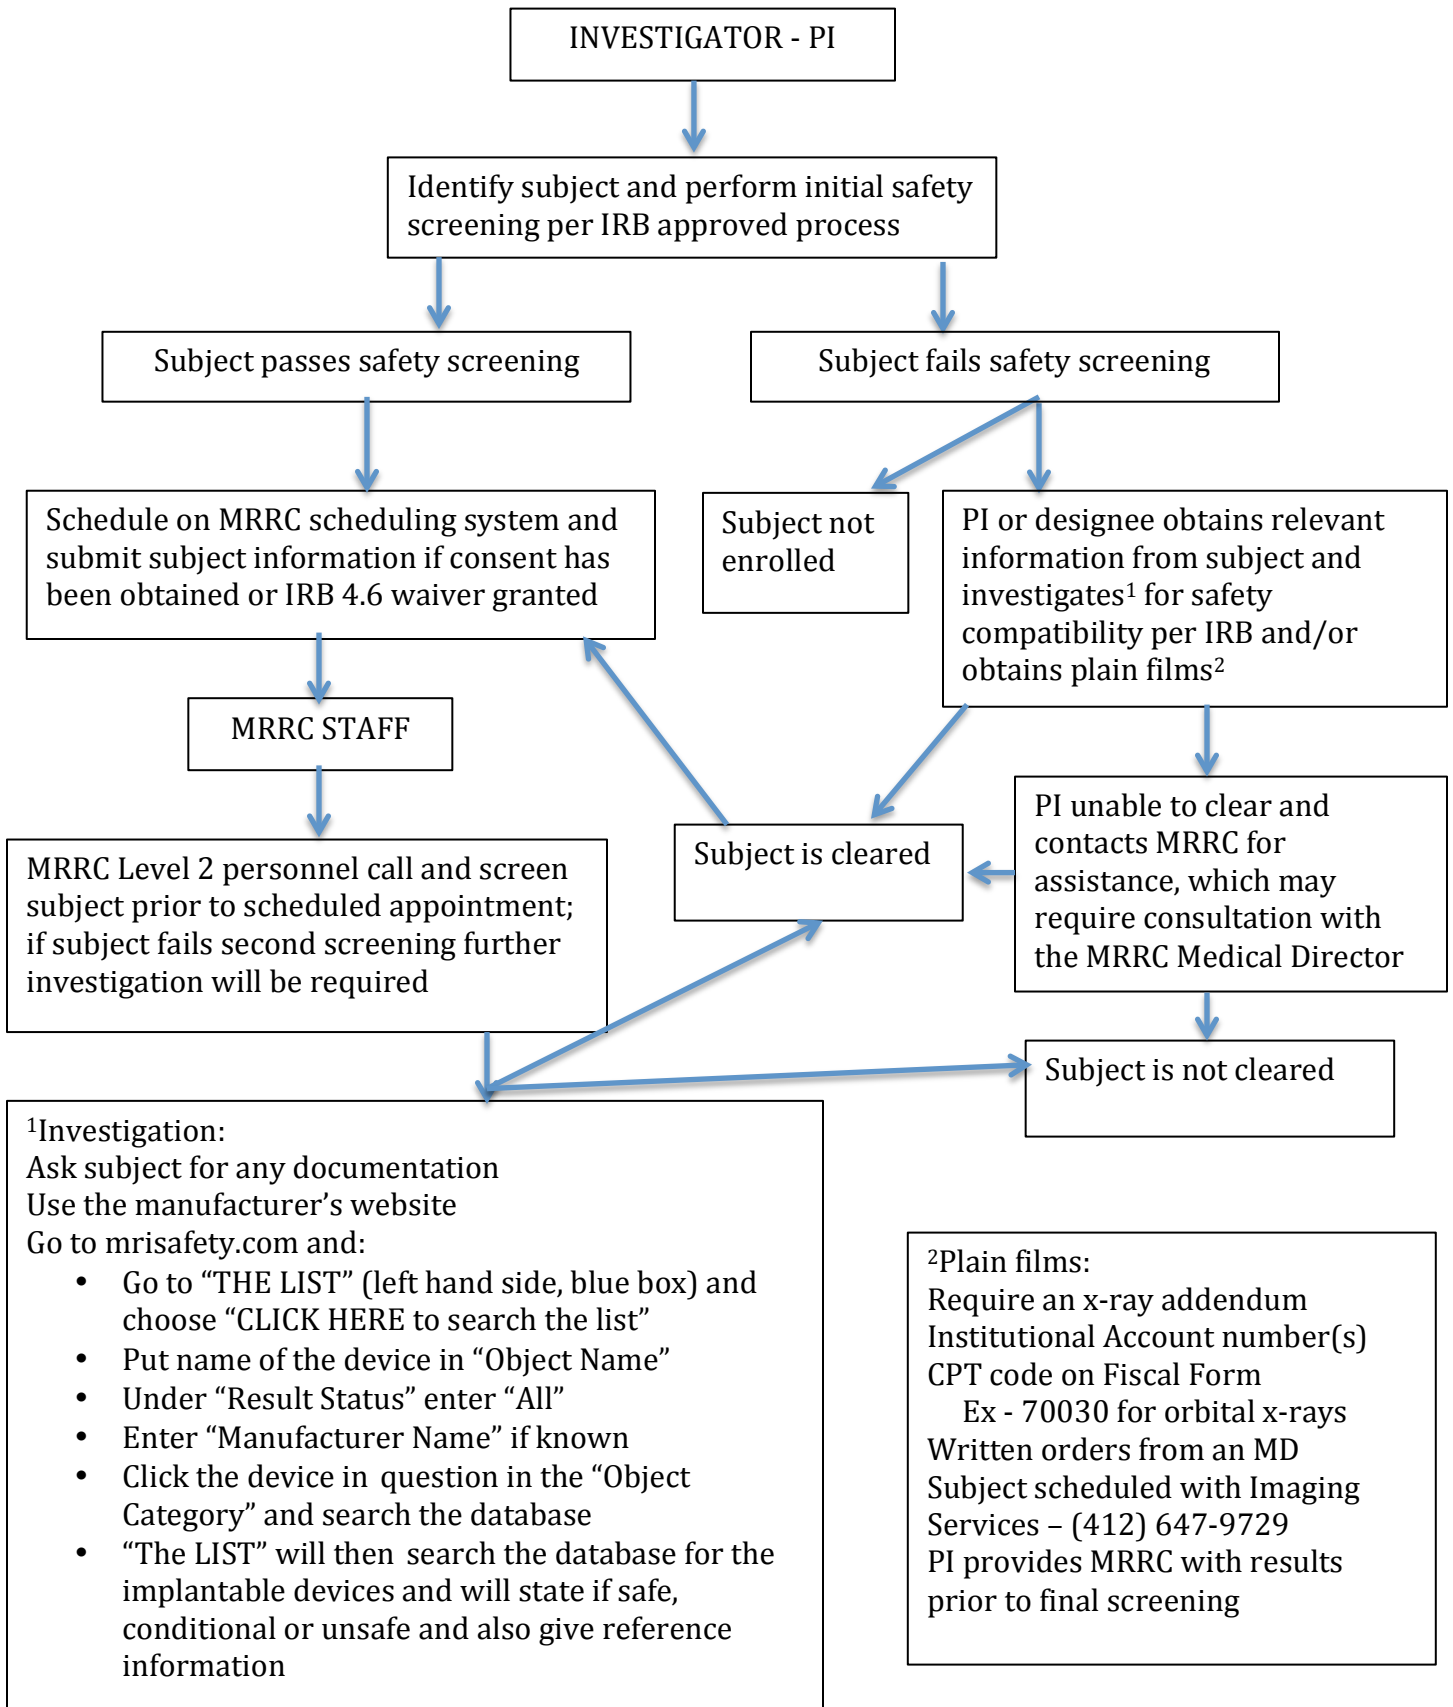 INVESTIGATOR - PI
Identify subject and perform initial safety
screening per IRB approved process
Subject passes safety screening
Subject fails safety screening
Schedule on MRRC scheduling system and
submit subject information if consent has
been obtained or IRB 4.6 waiver granted
Subject not
enrolled
PI or designee obtains relevant
information from subject and
investigates¹ for safety
compatibility per IRB and/or
obtains plain films²
MRRC STAFF
PI unable to clear and
contacts MRRC for
assistance, which may
require consultation with
the MRRC Medical Director
Subject is cleared
MRRC Level 2 personnel call and screen
subject prior to scheduled appointment;
if subject fails second screening further
investigation will be required
Subject is not cleared
¹Investigation:
Ask subject for any documentation
Use the manufacturer’s website
Go to mrisafety.com and:
• Go to “THE LIST” (left hand side, blue box) and
choose “CLICK HERE to search the list”
• Put name of the device in “Object Name”
• Under “Result Status” enter “All”
• Enter “Manufacturer Name” if known
• Click the device in question in the “Object
Category” and search the database
• “The LIST” will then search the database for the
implantable devices and will state if safe,
conditional or unsafe and also give reference
information
²Plain films:
Require an x-ray addendum
Institutional Account number(s)
CPT code on Fiscal Form
Ex - 70030 for orbital x-rays
Written orders from an MD
Subject scheduled with Imaging
Services – (412) 647-9729
PI provides MRRC with results
prior to final screening